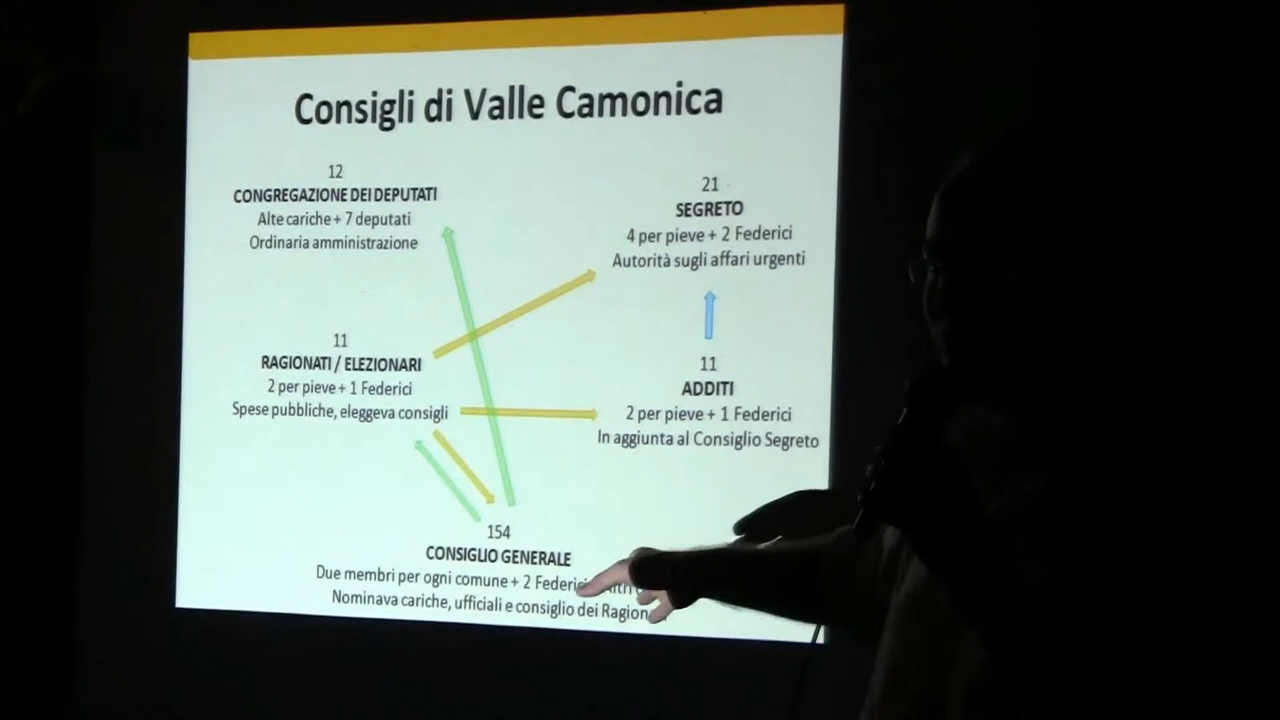 Consigli di Valle Camonica
12
CONGREGAZIONE DEI DEPUTATI
Alte cariche + 7 deputati
Ordinaria amministrazione
21
SEGRETO
4 per pieve + 2 Federici
Autorità sugli affari urgenti
11
RAGIONATI / ELEZIONARI
2 per pieve + 1 Federici
Spese pubbliche, eleggeva consigli
11
ADDITI
2 per pieve + 1 Federici
In aggiunta al Consiglio Segreto
154
CONSIGLIO GENERALE
Due membri per ogni comune + 2 Federici
Nominava cariche, ufficiali e consiglio dei